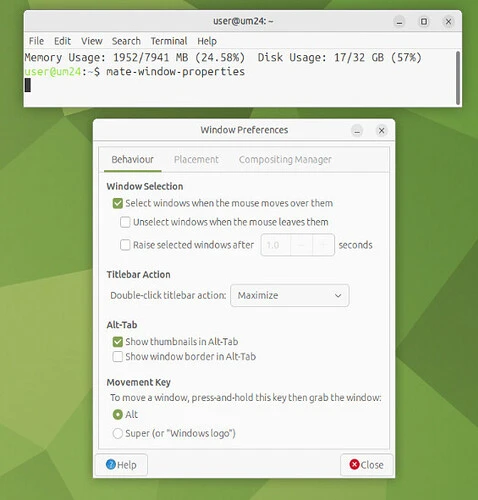 user@um24: ~
File Edit View Search Terminal Help
Memory Usage: 1952/7941 MB (24.58%)  Disk Usage: 17/32 GB (57%)
user@um24:~$ mate-window-properties
Window Preferences
Behaviour Placement Compositing Manager
Window Selection
Select windows when the mouse moves over them
Unselect windows when the mouse leaves them
Raise selected windows after 1.0 - + seconds
Titlebar Action
Double-click titlebar action: Maximize
Alt-Tab
Show thumbnails in Alt-Tab
Show window border in Alt-Tab
Movement Key
To move a window, press-and-hold this key then grab the window:
Alt
Super (or "Windows logo")
Help Close